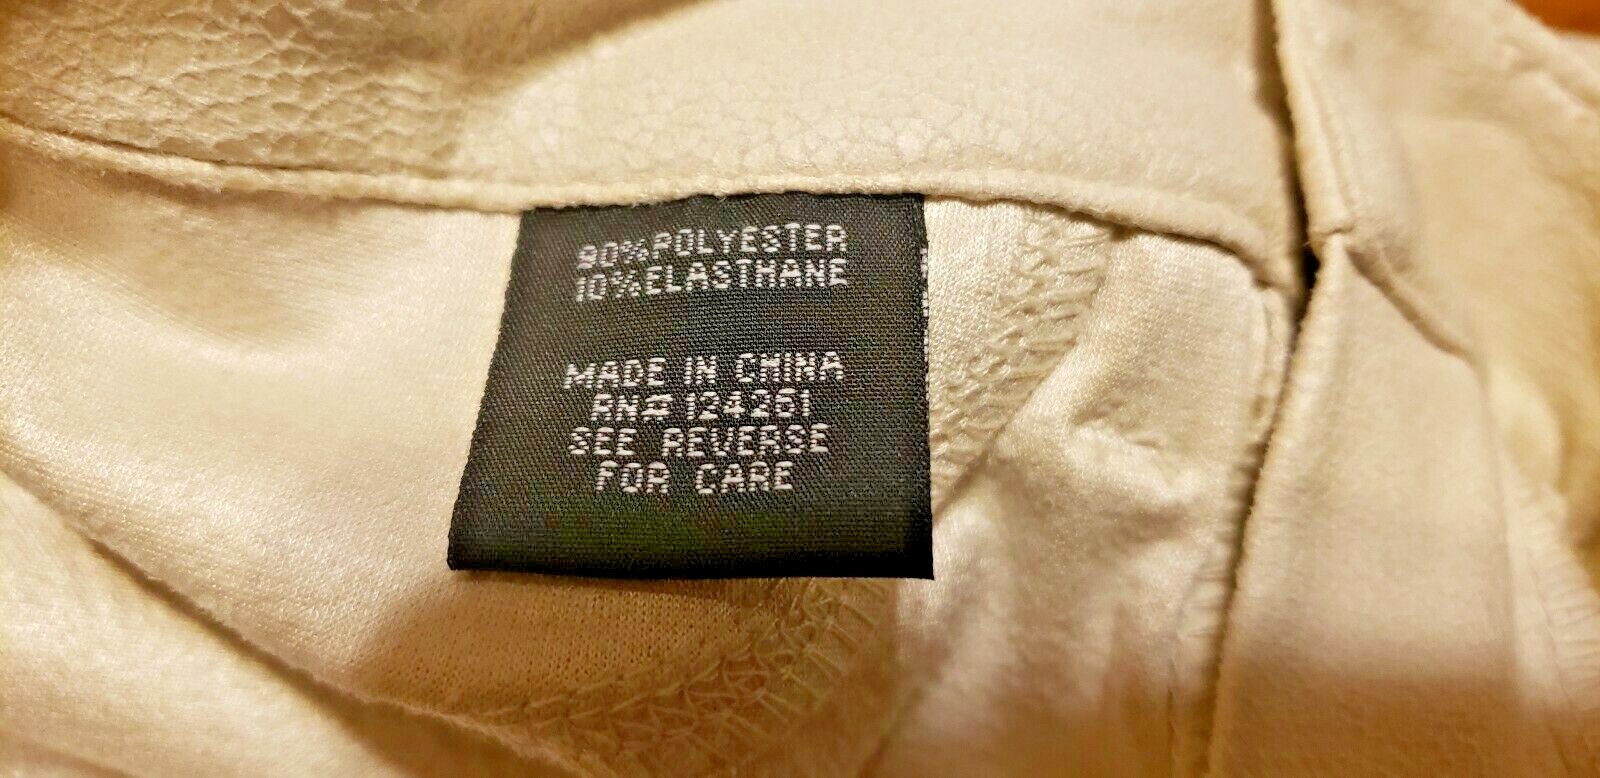 90% POLYESTER
10% ELASTHANE
MADE IN CHINA
RN# 124261
SEE REVERSE
FOR CARE